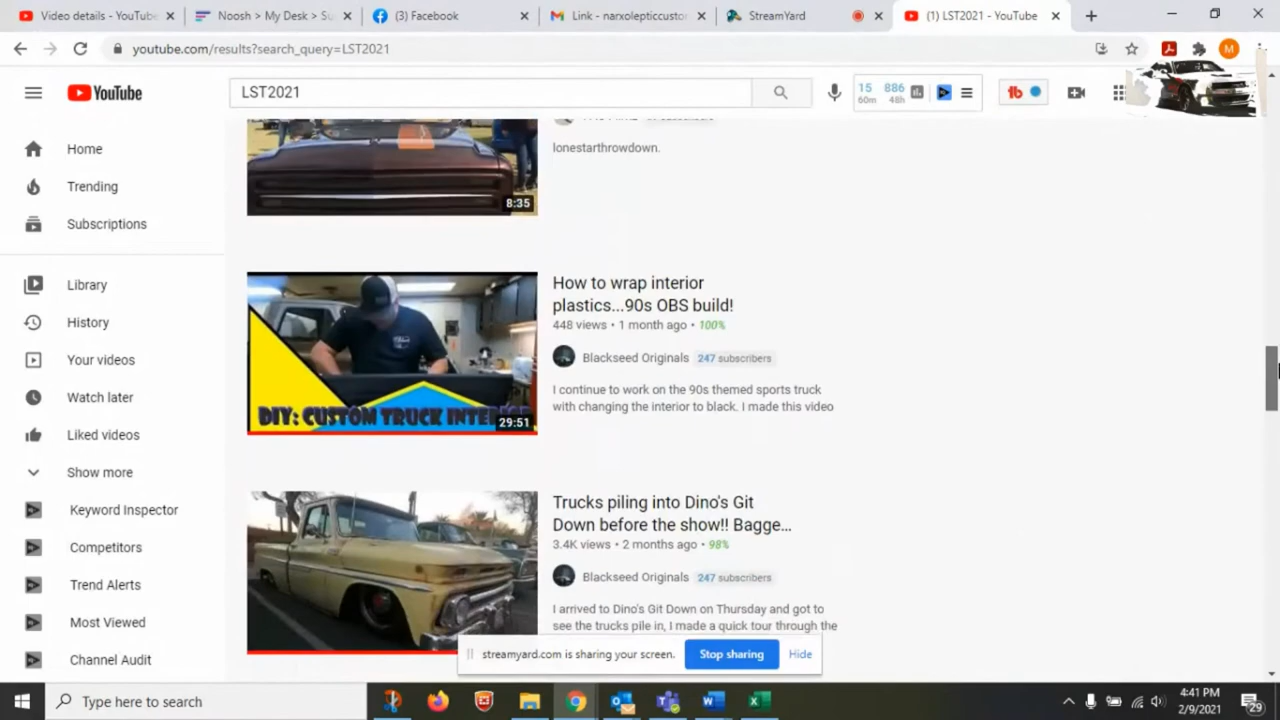 Video details - YouTube
Noosh > My Desk > Su
(3) Facebook
Link - narxolepticcustor
StreamYard
(1) LST2021 - YouTube
youtube.com/results?search_query=LST2021
M
YouTube
LST2021
15
60m
886
48h
tb
Home
Trending
Subscriptions
Library
History
Your videos
Watch later
Liked videos
Show more
Keyword Inspector
Competitors
Trend Alerts
Most Viewed
Channel Audit
lonestarthrowdown.
8:35
How to wrap interior
plastics...90s OBS build!
448 views • 1 month ago • 100%
Blackseed Originals 247 subscribers
I continue to work on the 90s themed sports truck
with changing the interior to black. I made this video
DIY: CUSTOM TRUCK INTERIOR
29:51
Trucks piling into Dino's Git
Down before the show!! Bagge...
3.4K views • 2 months ago • 98%
Blackseed Originals 247 subscribers
I arrived to Dino's Git Down on Thursday and got to
see the trucks pile in, I made a quick tour through the
streamyard.com is sharing your screen.
Stop sharing
Hide
Type here to search
4:41 PM
2/9/2021
29